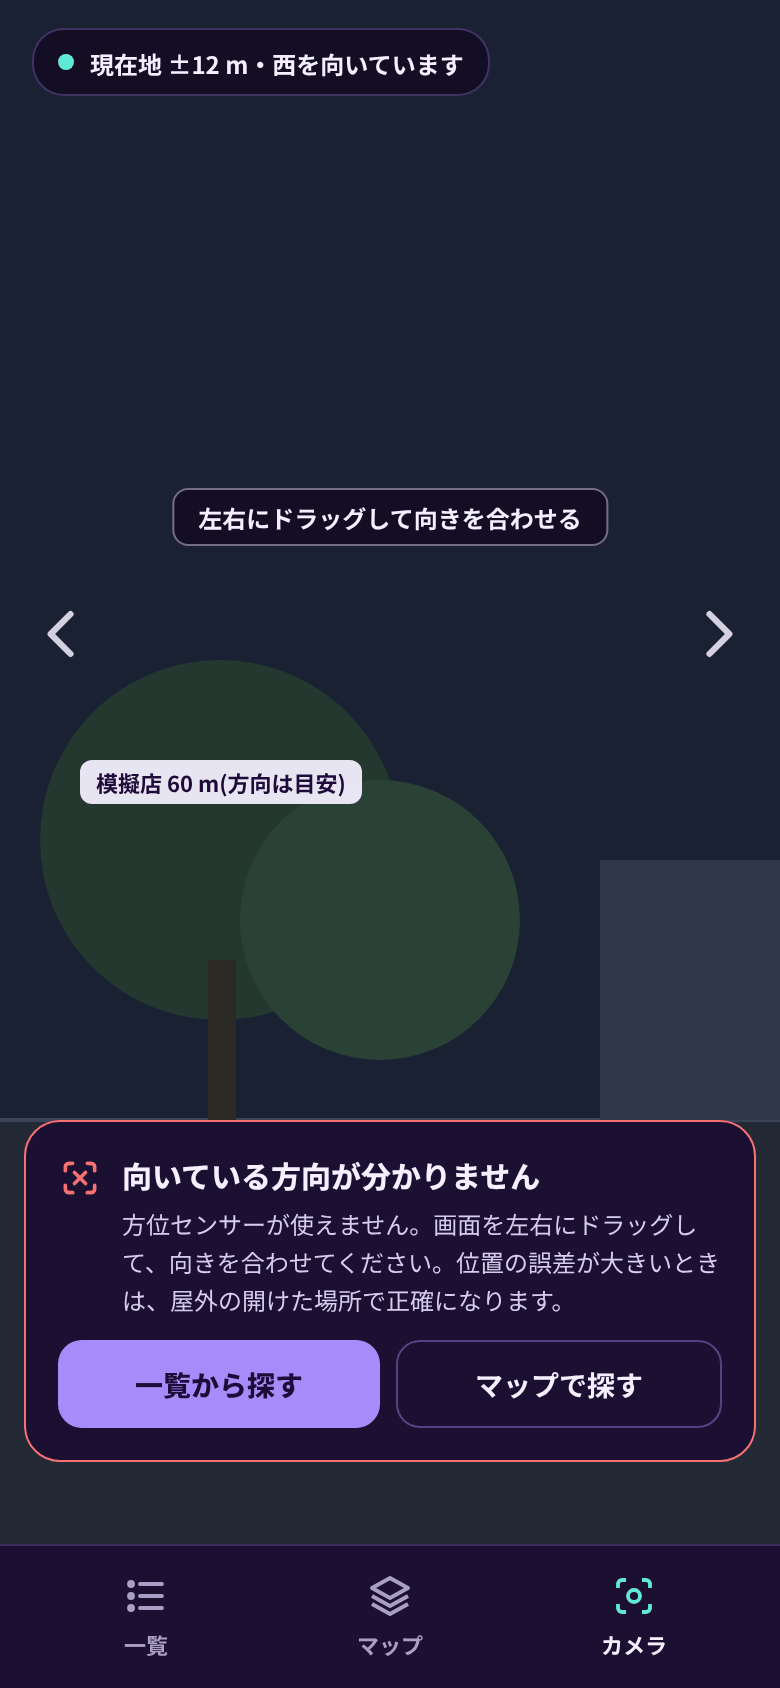 現在地 ±12 m・西を向いています
左右にドラッグして向きを合わせる
模擬店 60 m(方向は目安)
向いている方向が分かりません
方位センサーが使えません。画面を左右にドラッグし
て、向きを合わせてください。位置の誤差が大きいとき
は、屋外の開けた場所で正確になります。
一覧から探す
マップで探す
一覧
マップ
カメラ